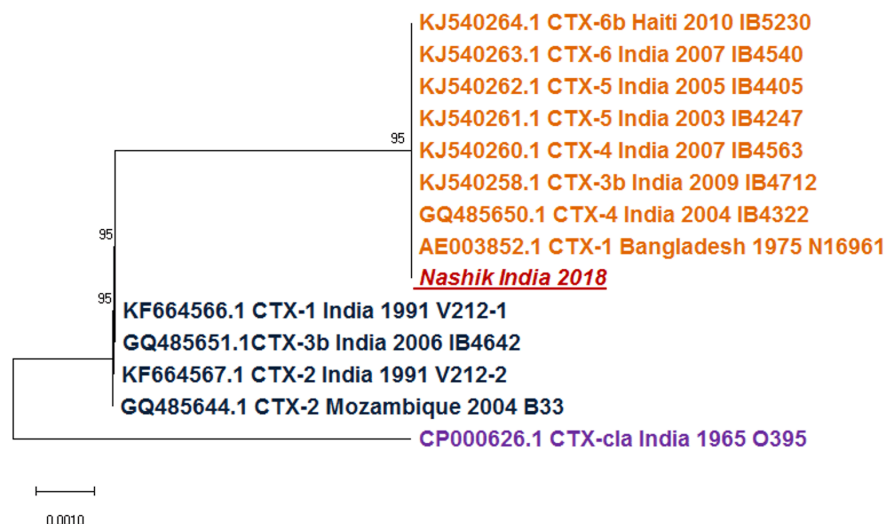 KJ540264.1 CTX-6b Haiti 2010 IB5230
KJ540263.1 CTX-6 India 2007 IB4540
KJ540262.1 CTX-5 India 2005 IB4405
KJ540261.1 CTX-5 India 2003 IB4247
95
KJ540260.1 CTX-4 India 2007 IB4563
KJ540258.1 CTX-3b India 2009 IB4712
GQ485650.1 CTX-4 India 2004 IB4322
95
AE003852.1 CTX-1 Bangladesh 1975 N16961
Nashik India 2018
95
KF664566.1 CTX-1 India 1991 V212-1
GQ485651.1CTX-3b India 2006 IB4642
KF664567.1 CTX-2 India 1991 V212-2
GQ485644.1 CTX-2 Mozambique 2004 B33
CP000626.1 CTX-cla India 1965 O395
0.0010